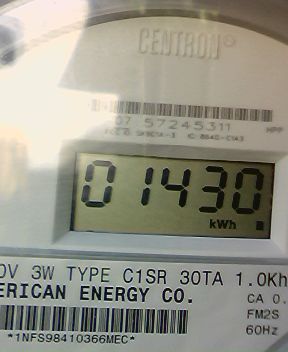 CENTRON®
07 57245311 HPP
01430
kWh
0V 3W TYPE C1SR 30TA 1.0Kh
ERICAN ENERGY CO. CA 0.
FM2S
60Hz
*1NFS98410366MEC*